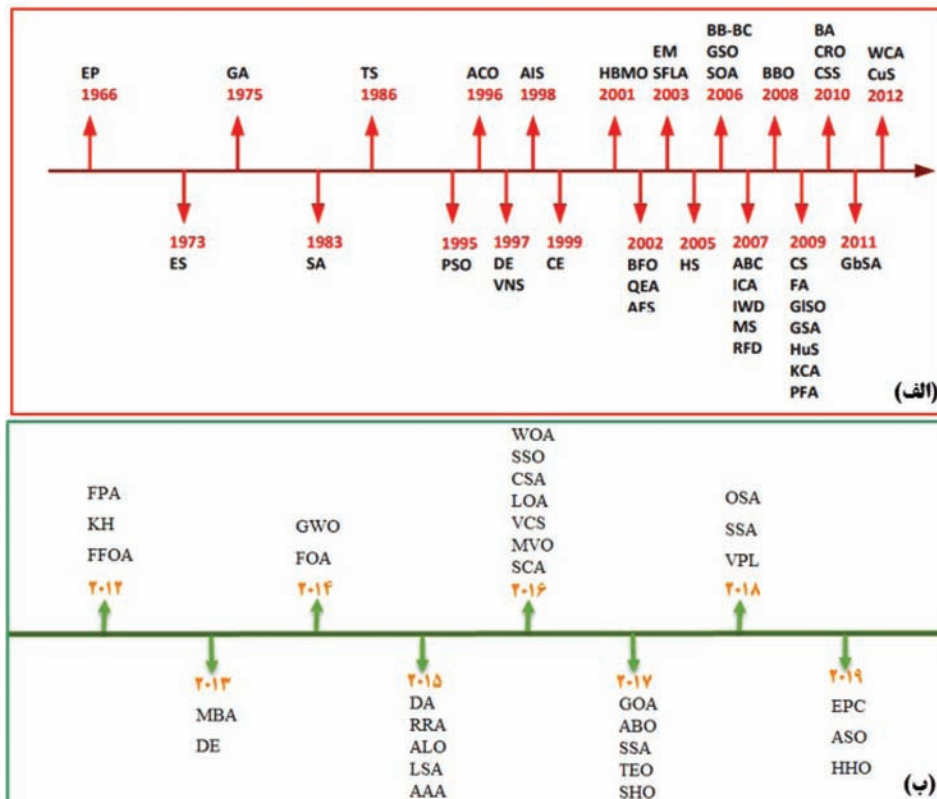 EP
1966
GA
1975
TS
1986
ACO
1996
AIS
1998
HBMO
2001
EM
SFLA
2003
BB-BC
GSO
SOA
2006
BBO
2008
BA
CRO
CSS
2010
WCA
CuS
2012
1973
ES
1983
SA
1995
PSO
1997
DE
VNS
1999
CE
2002
BFO
QEA
AFS
2005
HS
2007
ABC
ICA
IWD
MS
RFD
2009
CS
FA
GISO
GSA
HuS
KCA
PFA
2011
GbSA
(الف)
FPA
KH
FFOA
۲۰۱۲
GWO
FOA
۲۰۱۴
WOA
SSO
CSA
LOA
VCS
MVO
SCA
۲۰۱۶
OSA
SSA
VPL
۲۰۱۸
۲۰۱۳
MBA
DE
۲۰۱۵
DA
RRA
ALO
LSA
AAA
۲۰۱۷
GOA
ABO
SSA
TEO
SHO
۲۰۱۹
EPC
ASO
HHO
(ب)